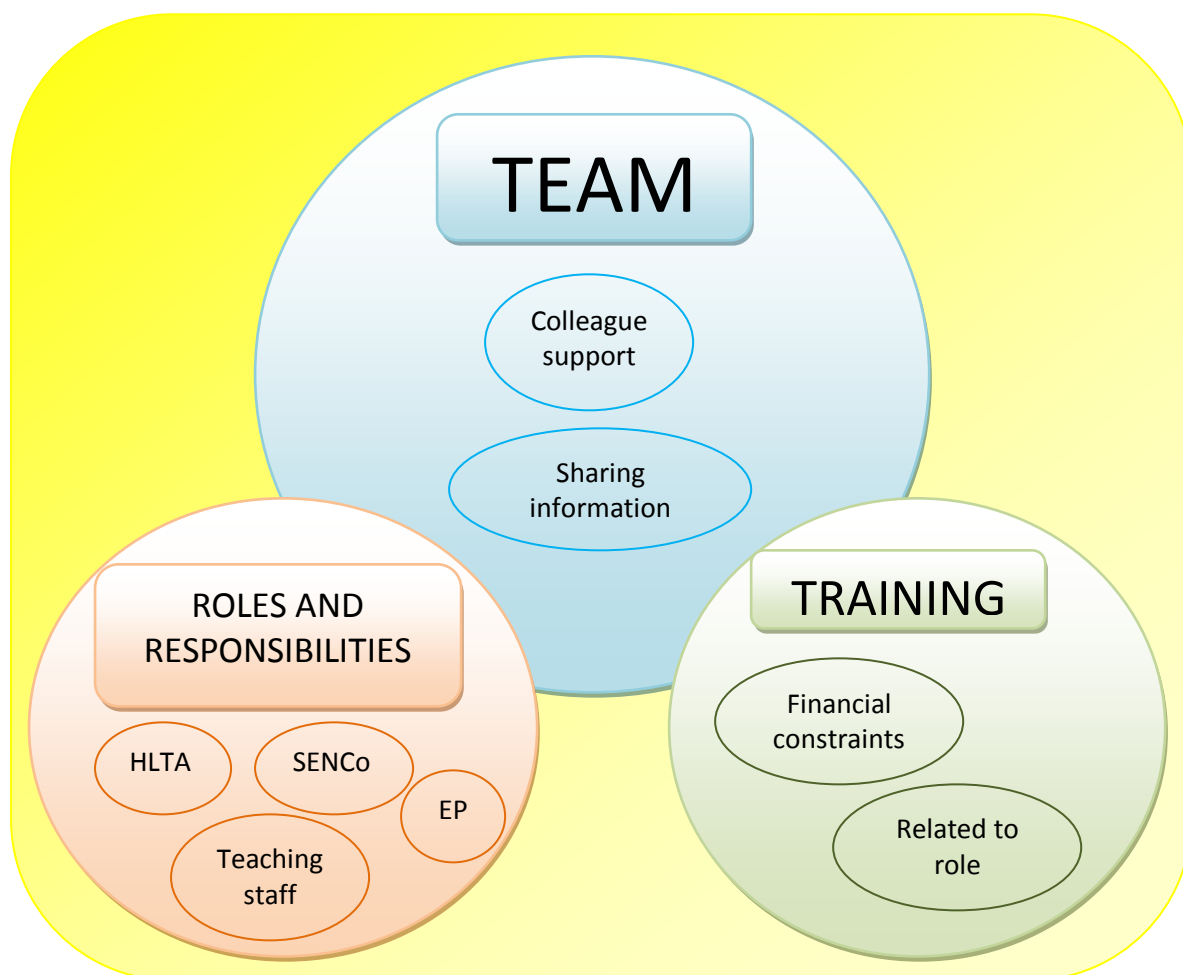 TEAM
Colleague
support
Sharing
information
ROLES AND
RESPONSIBILITIES
HLTA
SENCo
EP
Teaching
staff
TRAINING
Financial
constraints
Related to
role